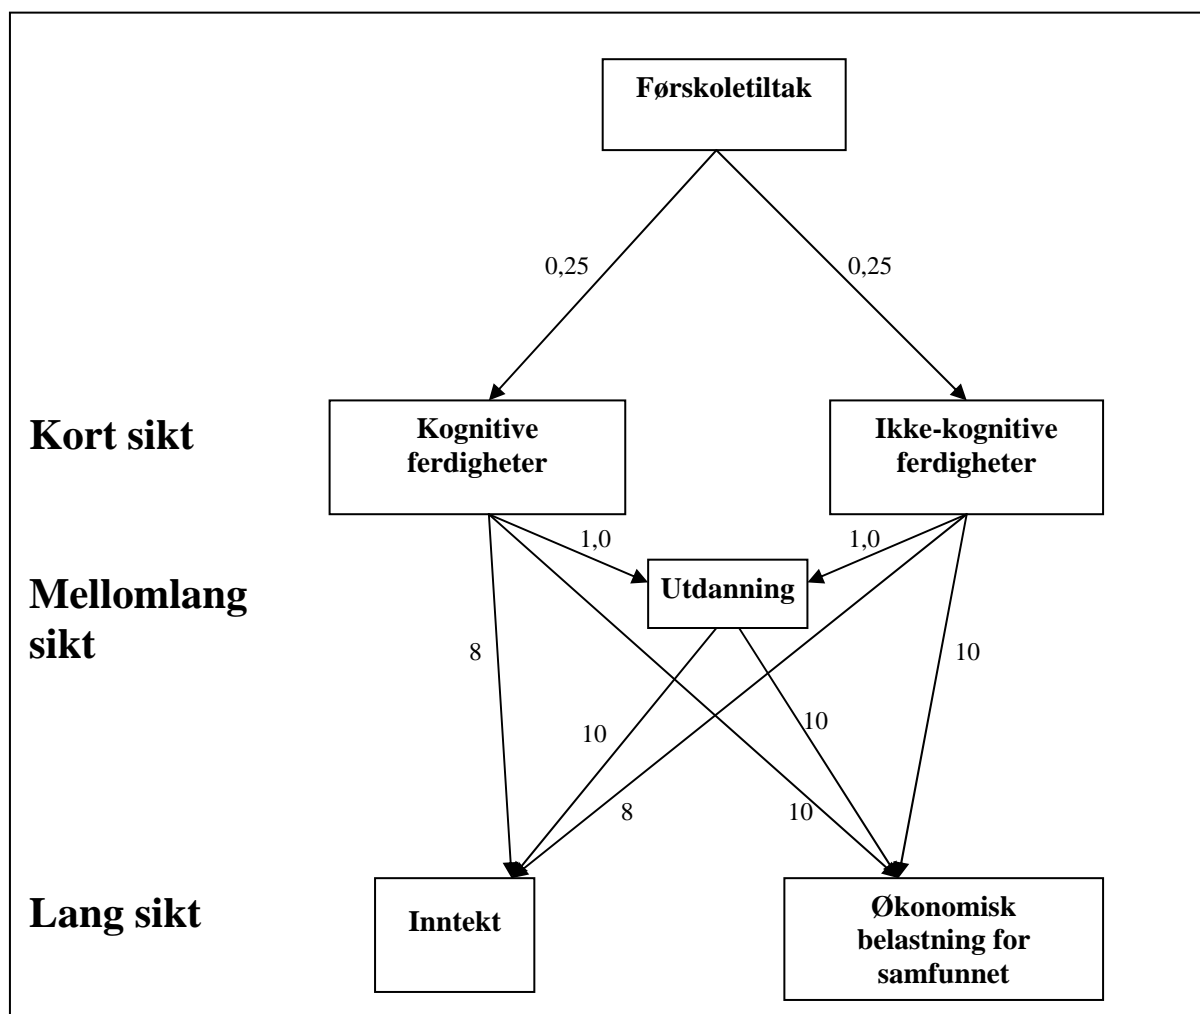 Førskoletiltak
0,25
0,25
Kort sikt
Kognitive
ferdigheter
Ikke-kognitive
ferdigheter
1,0
1,0
Utdanning
Mellomlang
sikt
8
10
10
10
8
10
Lang sikt
Inntekt
Økonomisk
belastning for
samfunnet